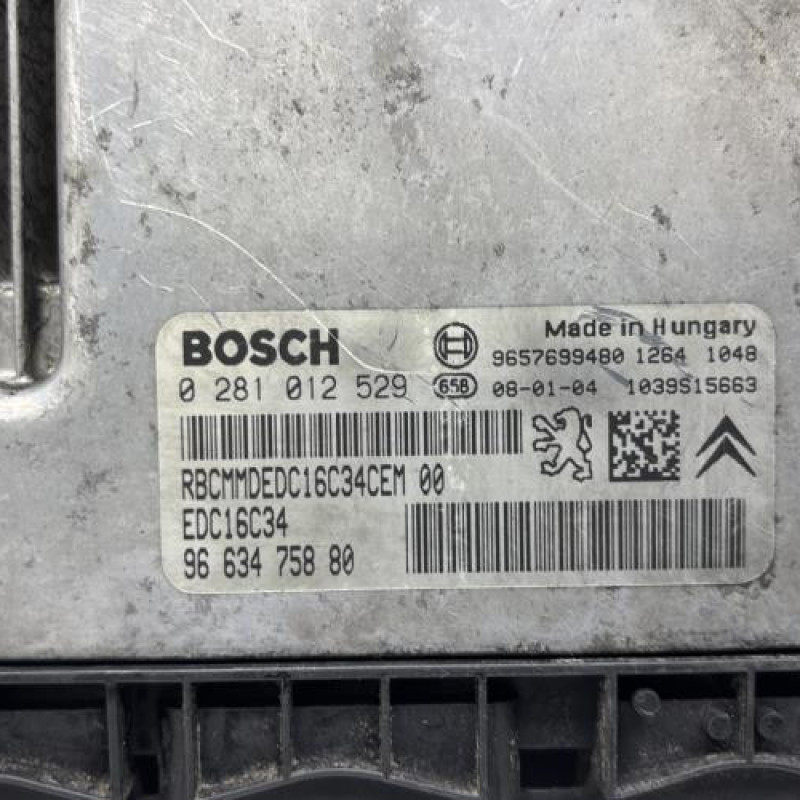 BOSCH
Made in Hungary
9657699480 1264 1048
0 281 012 529 65B 08-01-04 1039S15663
RBCMMDEDC16C34CEM 00
EDC16C34
96 634 758 80